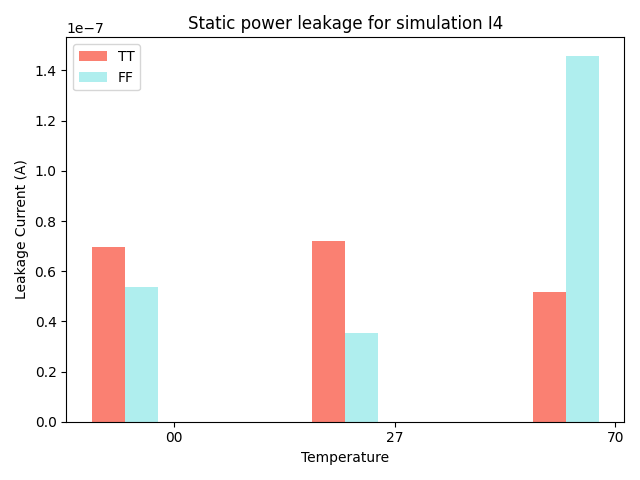 Static power leakage for simulation I4
1e−7
TT
FF
1.4
1.2
1.0
0.8
0.6
0.4
0.2
0.0
Leakage Current (A)
00
27
70
Temperature